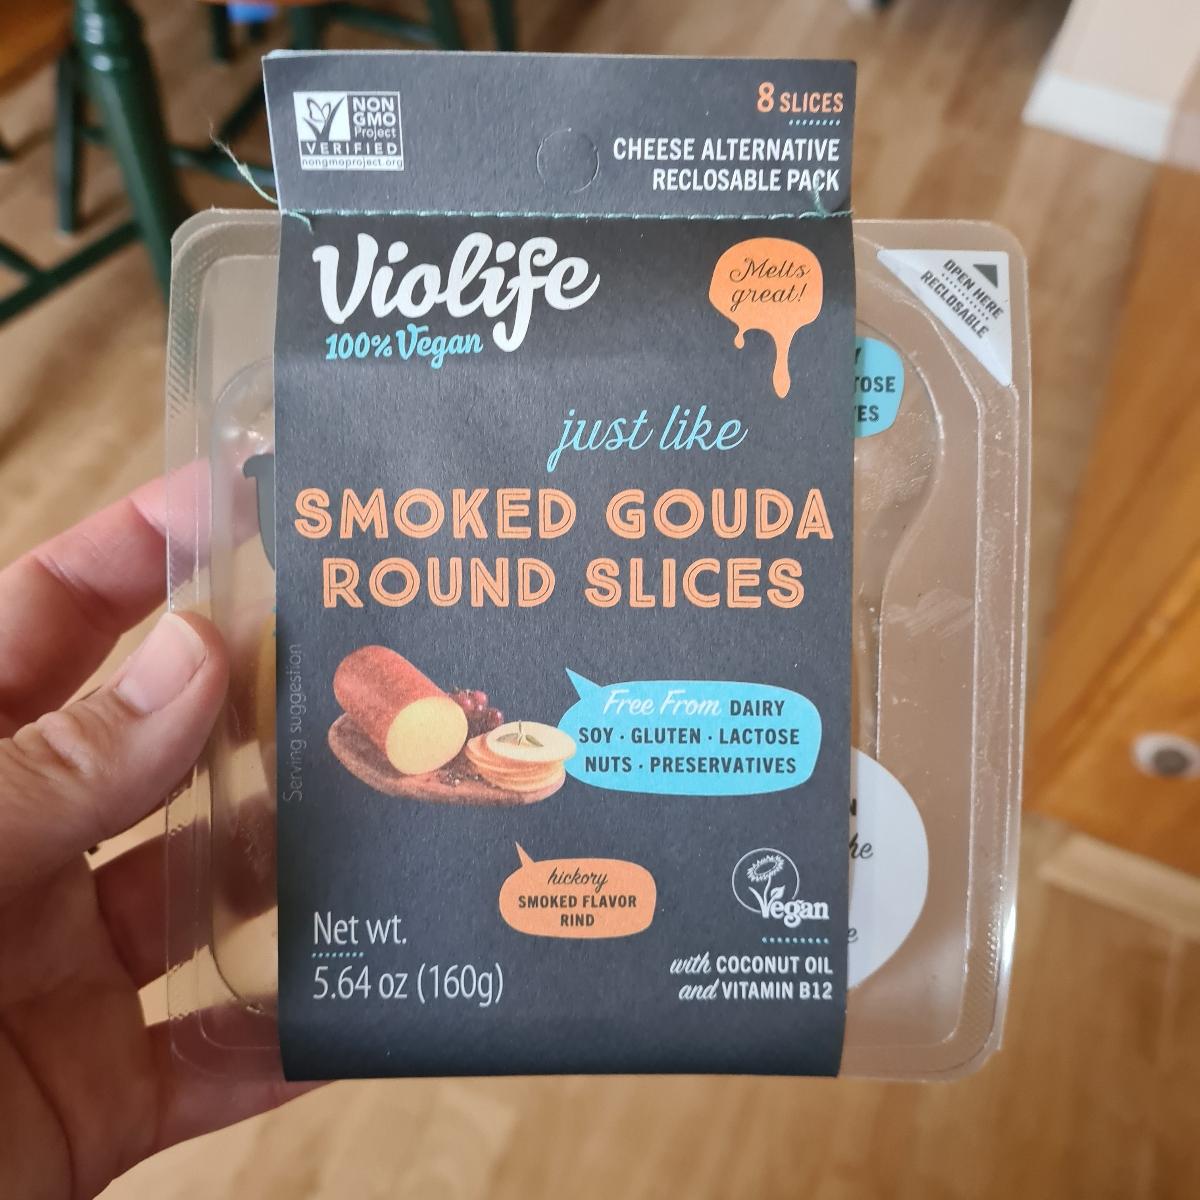 NON
GMO
Project
VERIFIED
nongmoproject.org
8 SLICES
CHEESE ALTERNATIVE
RECLOSABLE PACK
Violife
100% Vegan
Melts
great!
OPEN HERE
RECLOSABLE
just like
SMOKED GOUDA
ROUND SLICES
Serving suggestion
Free From DAIRY
SOY · GLUTEN · LACTOSE
NUTS · PRESERVATIVES
hickory
SMOKED FLAVOR
RIND
Vegan
Net wt.
5.64 oz (160g)
with COCONUT OIL
and VITAMIN B12